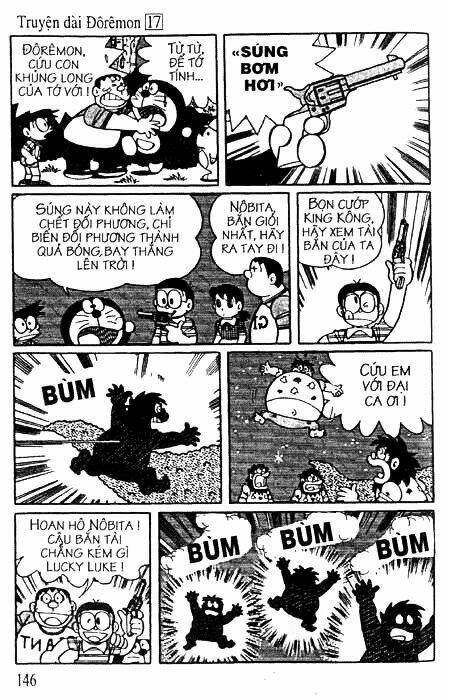 Truyện dài Đôrêmon 17
ĐÔRÊMON,
CỨU CON
KHỦNG LONG
CỦA TỚ VỚI !
TỪ TỪ,
ĐỂ TỚ
TÍNH...
«SÚNG
BƠM
HƠI»
SÚNG NÀY KHÔNG LÀM
CHẾT ĐỐI PHƯƠNG, CHỈ
BIẾN ĐỐI PHƯƠNG THÀNH
QUẢ BÓNG, BAY THẲNG
LÊN TRỜI !
NÔBITA,
BẮN GIỎI
NHẤT, HÃY
RA TAY ĐI !
BỌN CƯỚP
KING KÔNG,
HÃY XEM TÀI
BẮN CỦA TA
ĐÂY !
BÙM
CỨU EM
VỚI ĐẠI
CA ƠI !
HOAN HÔ NÔBITA !
CẬU BẮN TÀI
CHẲNG KÉM GÌ
LUCKY LUKE !
BÙM
BÙM
BÙM
146